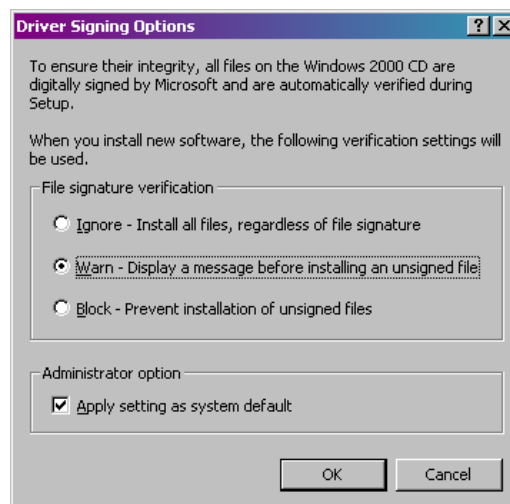 Driver Signing Options
To ensure their integrity, all files on the Windows 2000 CD are
digitally signed by Microsoft and are automatically verified during
Setup.
When you install new software, the following verification settings will
be used.
File signature verification
Ignore - Install all files, regardless of file signature
Warn - Display a message before installing an unsigned file
Block - Prevent installation of unsigned files
Administrator option
Apply setting as system default
OK Cancel